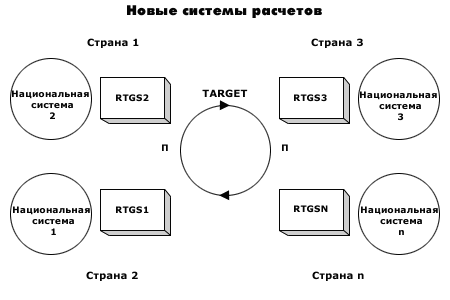 Новые системы расчетов
Страна 1
Страна 3
Национальная
система
2
RTGS2
TARGET
RTGS3
Национальная
система
3
П
П
Национальная
система
1
RTGS1
RTGSN
Национальная
система
n
Страна 2
Страна n